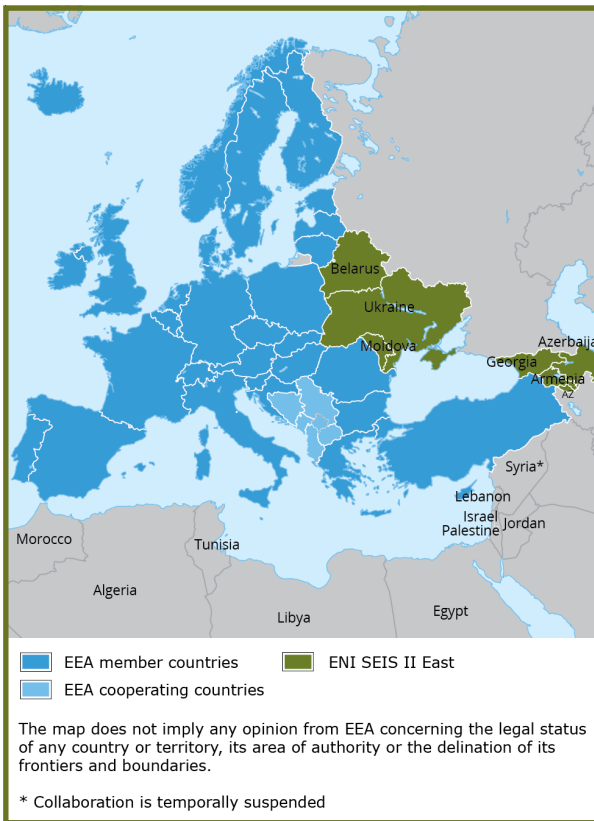 Belarus
Ukraine
Moldova
Azerbaija
Georgia
Armenia
AZ
Syria*
Lebanon
Israel
Palestine
Jordan
Morocco
Tunisia
Algeria
Libya
Egypt
EEA member countries
ENI SEIS II East
EEA cooperating countries
The map does not imply any opinion from EEA concerning the legal status
of any country or territory, its area of authority or the delination of its
frontiers and boundaries.
* Collaboration is temporally suspended